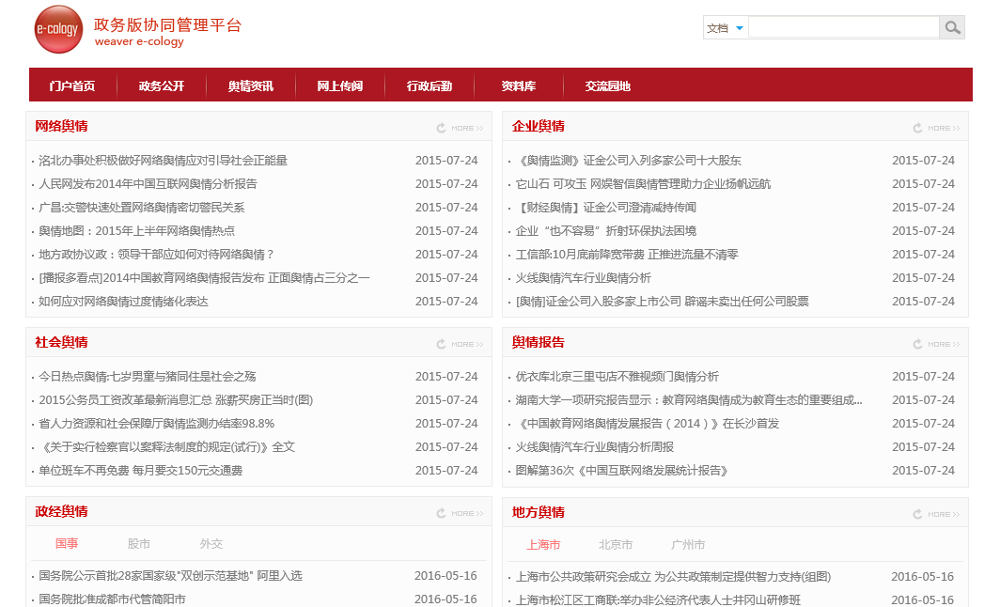 e-cology
政务版协同管理平台
weaver e-cology
文档
门户首页 政务公开 舆情资讯 网上传阅 行政后勤 资料库 交流园地
网络舆情 MORE >>
· 洺北办事处积极做好网络舆情应对引导社会正能量 2015-07-24
· 人民网发布2014年中国互联网舆情分析报告 2015-07-24
· 广昌:交警快速处置网络舆情密切警民关系 2015-07-24
· 舆情地图：2015年上半年网络舆情热点 2015-07-24
· 地方政协议政：领导干部应如何对待网络舆情？ 2015-07-24
· [播报多看点]2014中国教育网络舆情报告发布 正面舆情占三分之一 2015-07-24
· 如何应对网络舆情过度情绪化表达 2015-07-24
企业舆情 MORE >>
· 《舆情监测》证金公司入列多家公司十大股东 2015-07-24
· 它山石 可攻玉 网娱智信舆情管理助力企业扬帆远航 2015-07-24
· 【财经舆情】证金公司澄清减持传闻 2015-07-24
· 企业“也不容易”折射环保执法困境 2015-07-24
· 工信部:10月底前降宽带费 正推进流量不清零 2015-07-24
· 火线舆情汽车行业舆情分析 2015-07-24
· [舆情]证金公司入股多家上市公司 辟谣未卖出任何公司股票 2015-07-24
社会舆情 MORE >>
· 今日热点舆情:七岁男童与猪同住是社会之殇 2015-07-24
· 2015公务员工资改革最新消息汇总 涨薪买房正当时(图) 2015-07-24
· 省人力资源和社会保障厅舆情监测办结率98.8% 2015-07-24
· 《关于实行检察官以案释法制度的规定(试行)》全文 2015-07-24
· 单位班车不再免费 每月要交150元交通费 2015-07-24
舆情报告 MORE >>
· 优衣库北京三里屯店不雅视频门舆情分析 2015-07-24
· 湖南大学一项研究报告显示：教育网络舆情成为教育生态的重要组成... 2015-07-24
· 《中国教育网络舆情发展报告（2014）》在长沙首发 2015-07-24
· 火线舆情汽车行业舆情分析周报 2015-07-24
· 图解第36次《中国互联网络发展统计报告》 2015-07-24
政经舆情 MORE >>
国事 股市 外交
· 国务院公示首批28家国家级"双创示范基地" 阿里入选 2016-05-16
· 国务院批准成都市代管简阳市 2016-05-16
地方舆情 MORE >>
上海市 北京市 广州市
· 上海市公共政策研究会成立 为公共政策制定提供智力支持(组图) 2016-05-16
· 上海市松江区工商联:举办非公经济代表人士井冈山研修班 2016-05-16